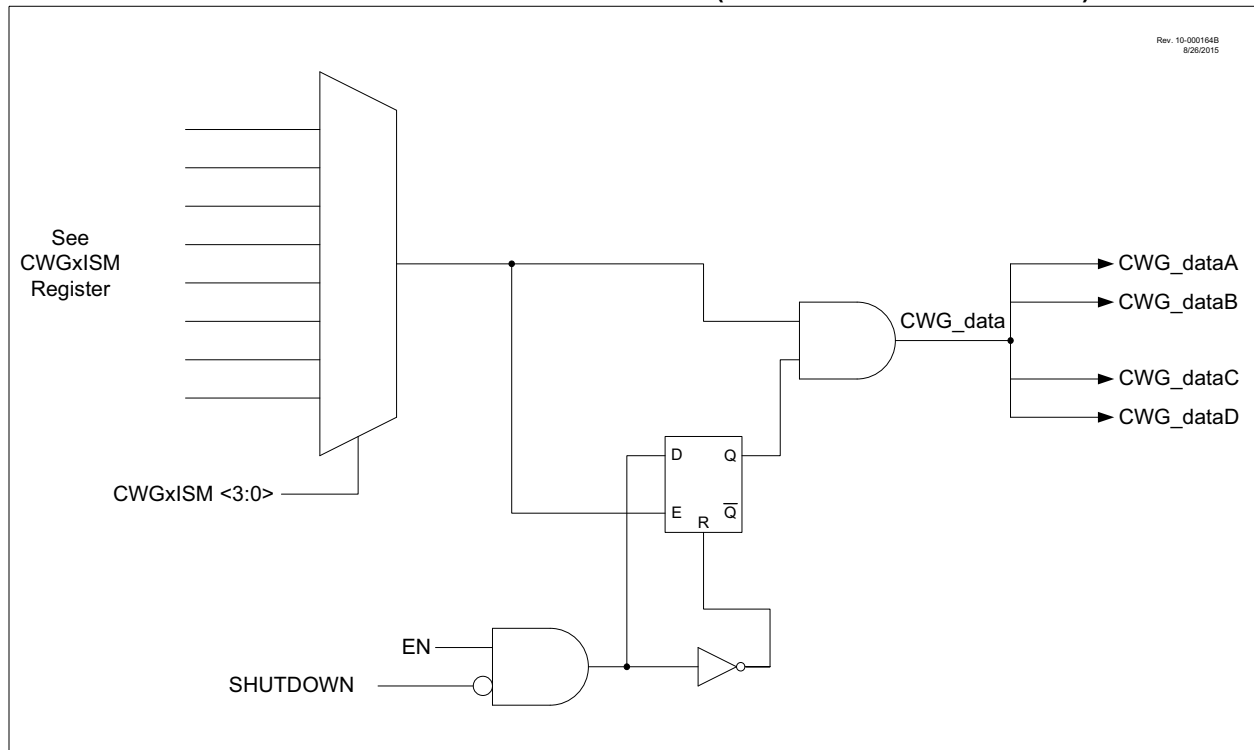 Rev. 10-000164B
8/26/2015
See
CWGxISM
Register
CWGxISM <3:0>
CWG_data
CWG_dataA
CWG_dataB
CWG_dataC
CWG_dataD
D
Q
E
Q
R
EN
SHUTDOWN